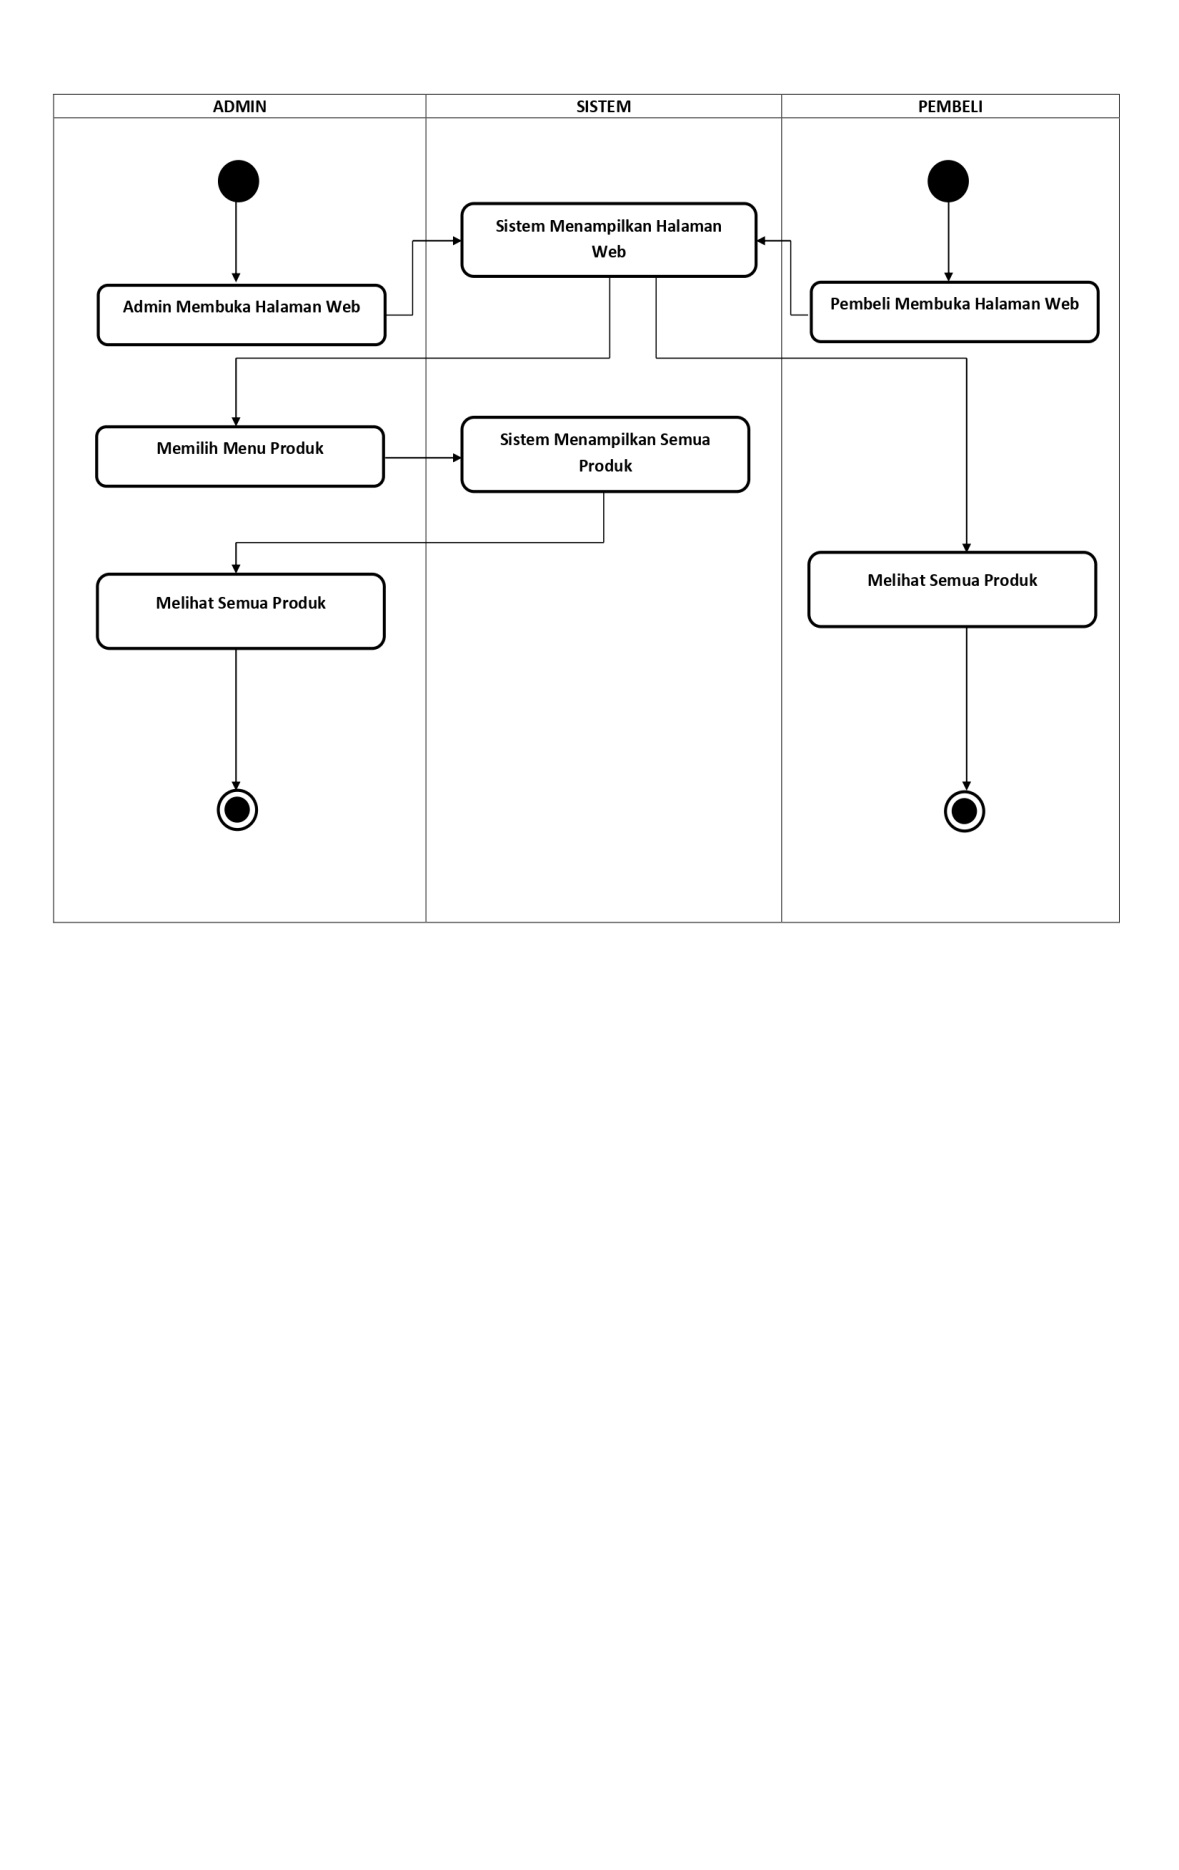 ADMIN
SISTEM
PEMBELI
Sistem Menampilkan Halaman
Web
Admin Membuka Halaman Web
Pembeli Membuka Halaman Web
Memilih Menu Produk
Sistem Menampilkan Semua
Produk
Melihat Semua Produk
Melihat Semua Produk